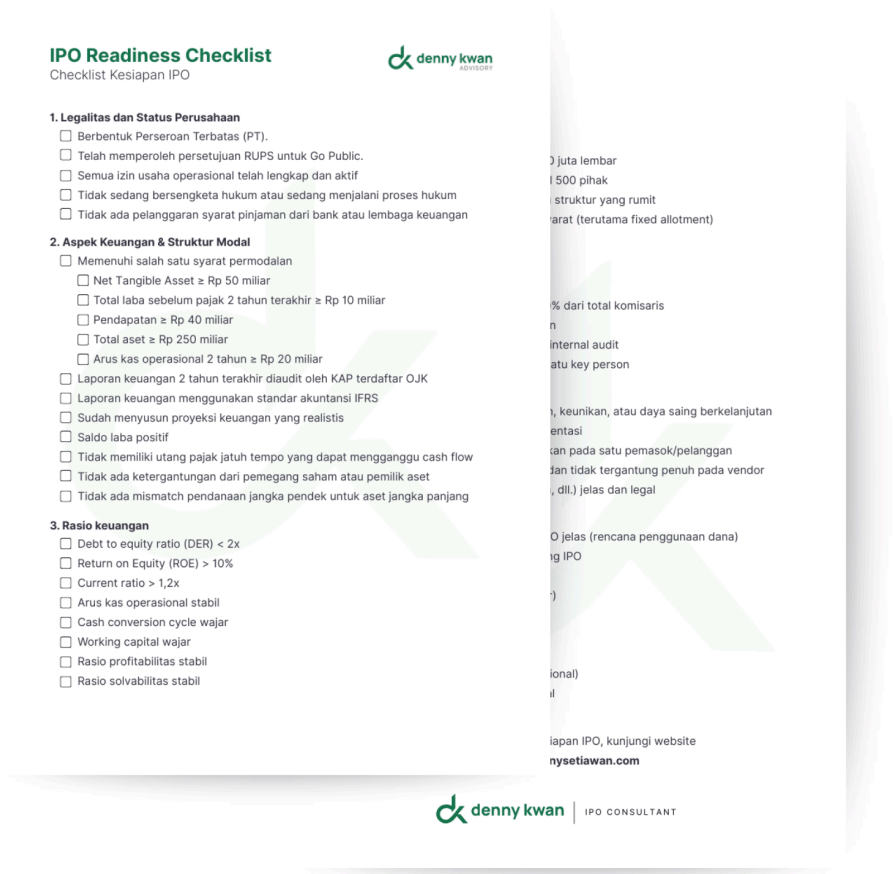 IPO Readiness Checklist
Checklist Kesiapan IPO
denny kwan
ADVISORY
1. Legalitas dan Status Perusahaan
Berbentuk Perseroan Terbatas (PT).
Telah memperoleh persetujuan RUPS untuk Go Public.
Semua izin usaha operasional telah lengkap dan aktif
Tidak sedang bersengketa hukum atau sedang menjalani proses hukum
Tidak ada pelanggaran syarat pinjaman dari bank atau lembaga keuangan
2. Aspek Keuangan & Struktur Modal
Memenuhi salah satu syarat permodalan
Net Tangible Asset ≥ Rp 50 miliar
Total laba sebelum pajak 2 tahun terakhir ≥ Rp 10 miliar
Pendapatan ≥ Rp 40 miliar
Total aset ≥ Rp 250 miliar
Arus kas operasional 2 tahun ≥ Rp 20 miliar
Laporan keuangan 2 tahun terakhir diaudit oleh KAP terdaftar OJK
Laporan keuangan menggunakan standar akuntansi IFRS
Sudah menyusun proyeksi keuangan yang realistis
Saldo laba positif
Tidak memiliki utang pajak jatuh tempo yang dapat mengganggu cash flow
Tidak ada ketergantungan dari pemegang saham atau pemilik aset
Tidak ada mismatch pendanaan jangka pendek untuk aset jangka panjang
3. Rasio keuangan
Debt to equity ratio (DER) < 2x
Return on Equity (ROE) > 10%
Current ratio > 1,2x
Arus kas operasional stabil
Cash conversion cycle wajar
Working capital wajar
Rasio profitabilitas stabil
Rasio solvabilitas stabil
juta lembar
500 pihak
struktur yang rumit
(terutama fixed allotment)
% dari total komisaris
internal audit
key person
keunikan, atau daya saing berkelanjutan
pada satu pemasok/pelanggan
dan tidak tergantung penuh pada vendor
, dll.) jelas dan legal
jelas (rencana penggunaan dana)
IPO
IPO, kunjungi website
nysetiawan.com
denny kwan | IPO CONSULTANT